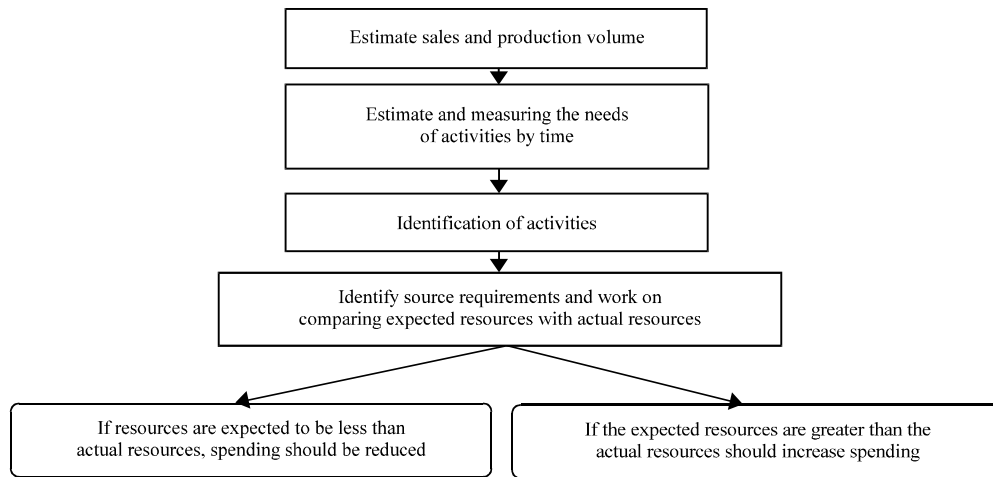 Estimate sales and production volume
Estimate and measuring the needs
of activities by time
Identification of activities
Identify source requirements and work on
comparing expected resources with actual resources
If resources are expected to be less than
actual resources, spending should be reduced
If the expected resources are greater than the
actual resources should increase spending